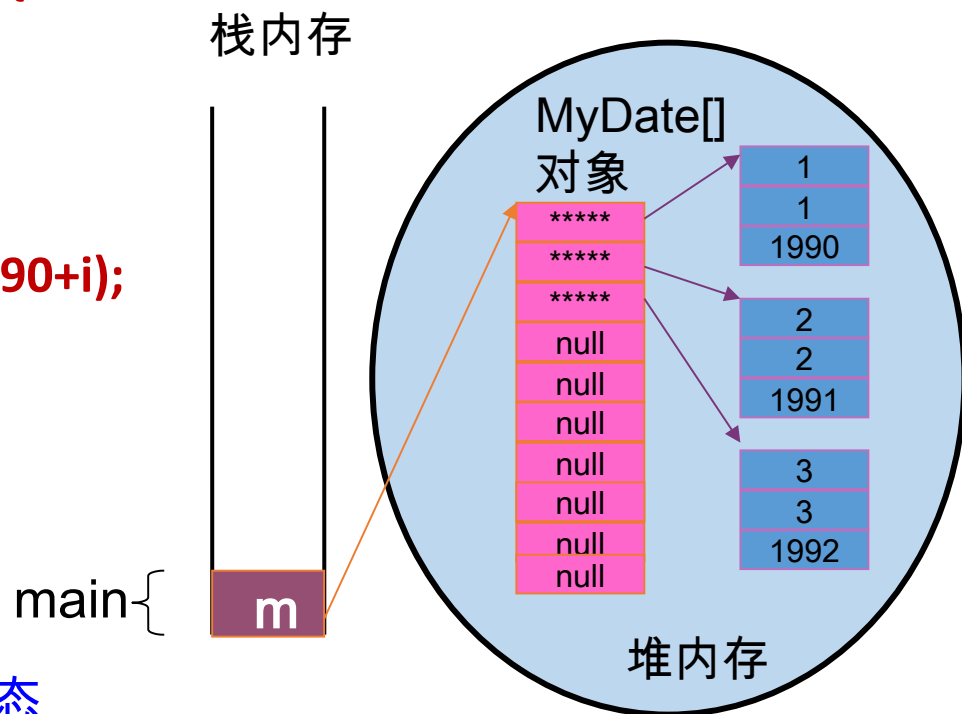 栈内存
90+i);
main
m
态
MyDate[]
对象
*****
*****
*****
null
null
null
null
null
null
null
1
1
1990
2
2
1991
3
3
1992
堆内存